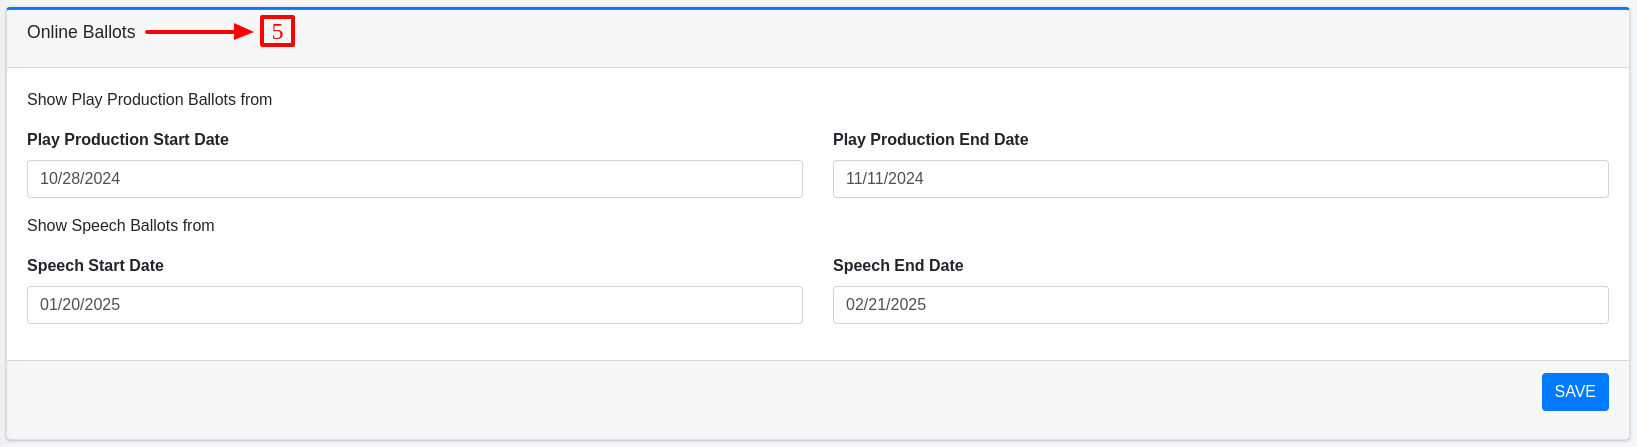 Online Ballots 5
Show Play Production Ballots from
Play Production Start Date Play Production End Date
10/28/2024 11/11/2024
Show Speech Ballots from
Speech Start Date Speech End Date
01/20/2025 02/21/2025
SAVE